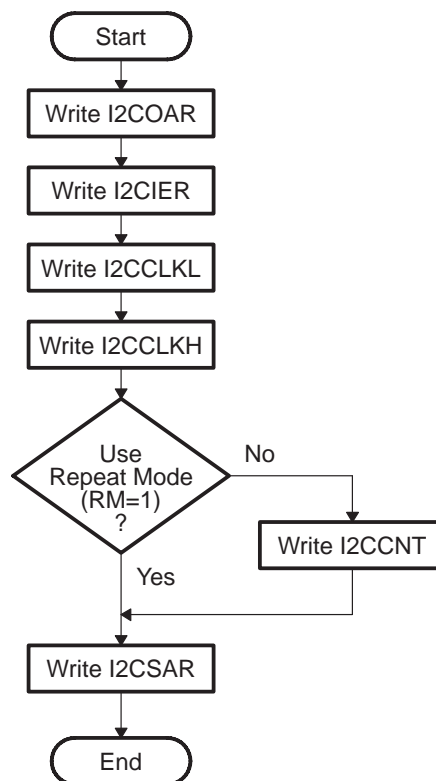 Start
Write I2COAR
Write I2CIER
Write I2CCLKL
Write I2CCLKH
Use
Repeat Mode
(RM=1)
?
No
Write I2CCNT
Yes
Write I2CSAR
End